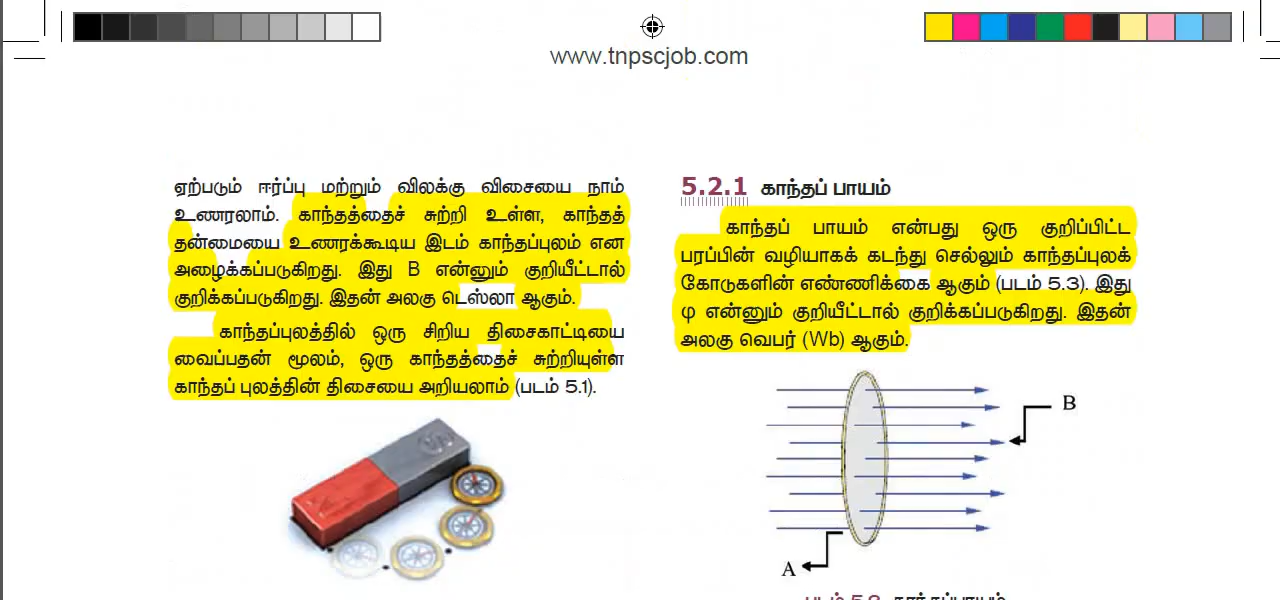 www.tnpscjob.com
ஏற்படும் ஈர்ப்பு மற்றும் விலக்கு விசையை நாம்
உணரலாம். காந்தத்தைச் சுற்றி உள்ள, காந்தத்
தன்மையை உணரக்கூடிய இடம் காந்தப்புலம் என
அழைக்கப்படுகிறது. இது B என்னும் குறியீட்டால்
குறிக்கப்படுகிறது. இதன் அலகு டெஸ்லா ஆகும்.
காந்தப்புலத்தில் ஒரு சிறிய திசைகாட்டியை
வைப்பதன் மூலம், ஒரு காந்தத்தைச் சுற்றியுள்ள
காந்தப் புலத்தின் திசையை அறியலாம் (படம் 5.1).
5.2.1 காந்தப் பாயம்
காந்தப் பாயம் என்பது ஒரு குறிப்பிட்ட
பரப்பின் வழியாகக் கடந்து செல்லும் காந்தப்புலக்
கோடுகளின் எண்ணிக்கை ஆகும் (படம் 5.3). இது
φ என்னும் குறியீட்டால் குறிக்கப்படுகிறது. இதன்
அலகு வெபர் (Wb) ஆகும்.
B
A